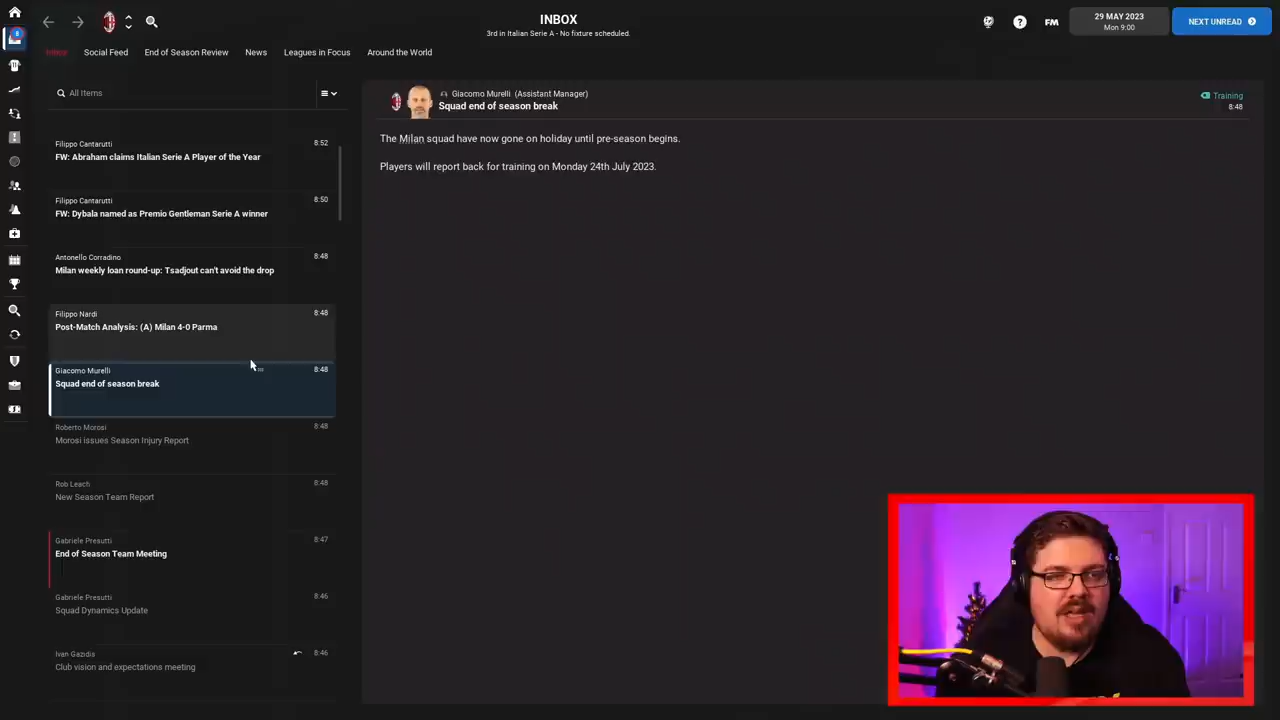 INBOX
3rd in Italian Serie A - No fixture scheduled.
FM
29 MAY 2023
Mon 9:00
NEXT UNREAD
Inbox
Social Feed
End of Season Review
News
Leagues in Focus
Around the World
All Items
Filippo Cantarutti 8:52
FW: Abraham claims Italian Serie A Player of the Year
Filippo Cantarutti 8:50
FW: Dybala named as Premio Gentleman Serie A winner
Antonello Corradino 8:48
Milan weekly loan round-up: Tsadjout can't avoid the drop
Filippo Nardi 8:48
Post-Match Analysis: (A) Milan 4-0 Parma
Giacomo Murelli 8:48
Squad end of season break
Roberto Morosi 8:48
Morosi issues Season Injury Report
Rob Leach 8:48
New Season Team Report
Gabriele Presutti 8:47
End of Season Team Meeting
Gabriele Presutti 8:46
Squad Dynamics Update
Ivan Gazidis 8:46
Club vision and expectations meeting
Giacomo Murelli (Assistant Manager)
Squad end of season break
Training
8:48
The Milan squad have now gone on holiday until pre-season begins.
Players will report back for training on Monday 24th July 2023.